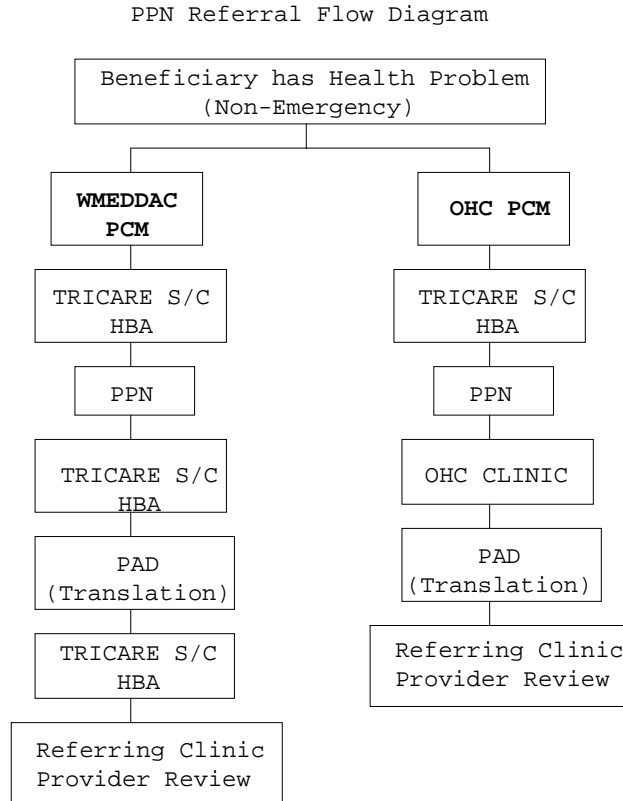 PPN Referral Flow Diagram
Beneficiary has Health Problem
(Non-Emergency)
WMEDDAC
PCM
TRICARE S/C
HBA
PPN
TRICARE S/C
HBA
PAD
(Translation)
TRICARE S/C
HBA
Referring Clinic
Provider Review
OHC PCM
TRICARE S/C
HBA
PPN
OHC CLINIC
PAD
(Translation)
Referring Clinic
Provider Review